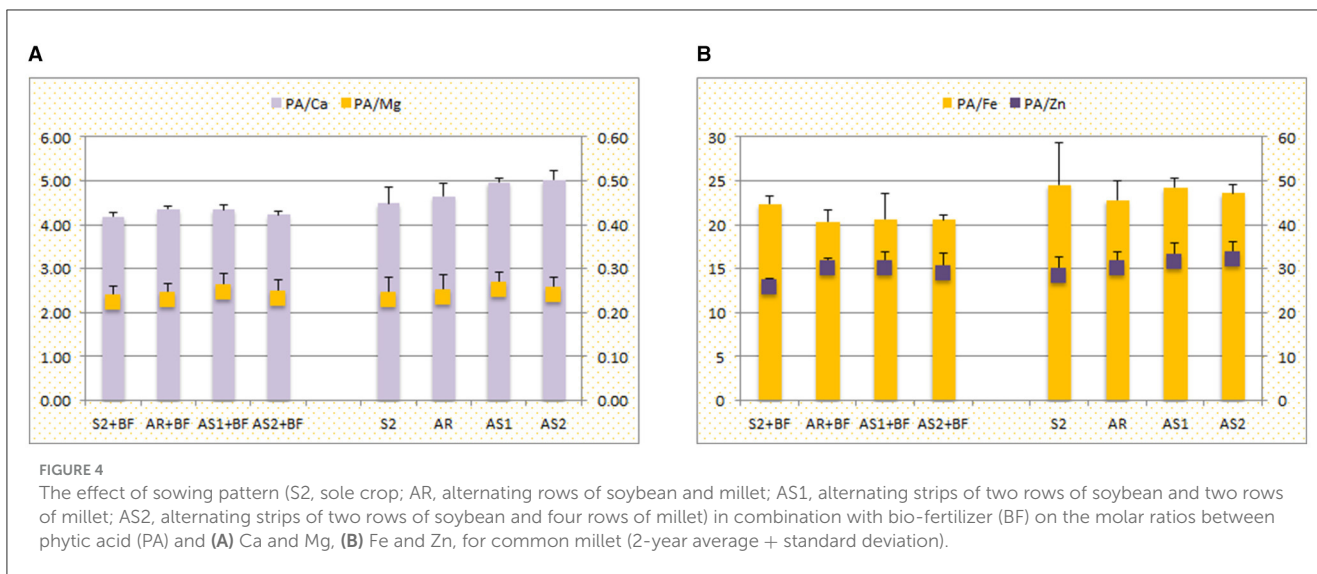 A
PA/Ca PA/Mg
6.00 0.60
5.00 0.50
4.00 0.40
3.00 0.30
2.00 0.20
1.00 0.10
0.00 0.00
S2+BF AR+BF AS1+BF AS2+BF S2 AR AS1 AS2
B
PA/Fe PA/Zn
30 60
25 50
20 40
15 30
10 20
5 10
0 0
S2+BF AR+BF AS1+BF AS2+BF S2 AR AS1 AS2
FIGURE 4
The effect of sowing pattern (S2, sole crop; AR, alternating rows of soybean and millet; AS1, alternating strips of two rows of soybean and two rows
of millet; AS2, alternating strips of two rows of soybean and four rows of millet) in combination with bio-fertilizer (BF) on the molar ratios between
phytic acid (PA) and (A) Ca and Mg, (B) Fe and Zn, for common millet (2-year average + standard deviation).